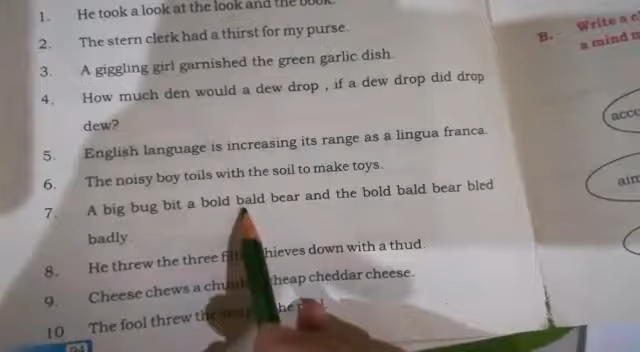 1. He took a look at the look and the book.
2. The stern clerk had a thirst for my purse.
3. A giggling girl garnished the green garlic dish.
4. How much den would a dew drop , if a dew drop did drop
dew?
5. English language is increasing its range as a lingua franca.
6. The noisy boy toils with the soil to make toys.
7. A big bug bit a bold bald bear and the bold bald bear bled
badly
8. He threw the three thieves down with a thud.
9. Cheese chews a cheap cheddar cheese.
10 The fool threw the
94
B. Write a
a mind
acc
aim